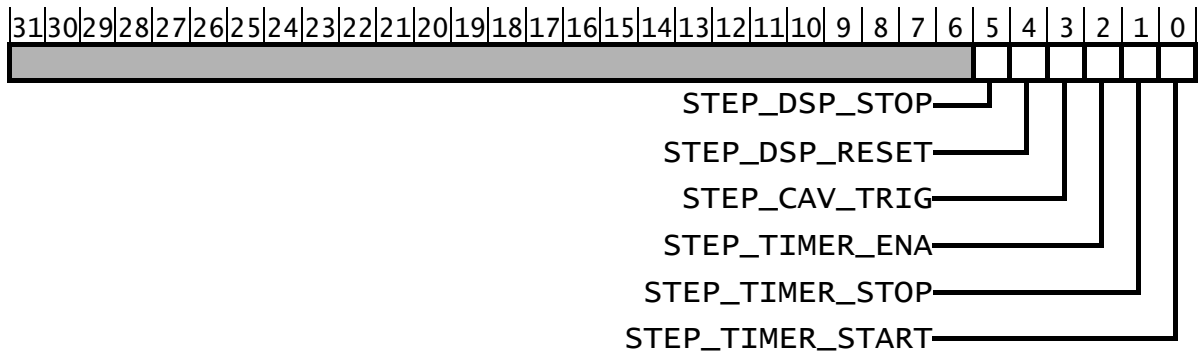 31 30 29 28 27 26 25 24 23 22 21 20 19 18 17 16 15 14 13 12 11 10 9 8 7 6 5 4 3 2 1 0
STEP_DSP_STOP
STEP_DSP_RESET
STEP_CAV_TRIG
STEP_TIMER_ENA
STEP_TIMER_STOP
STEP_TIMER_START